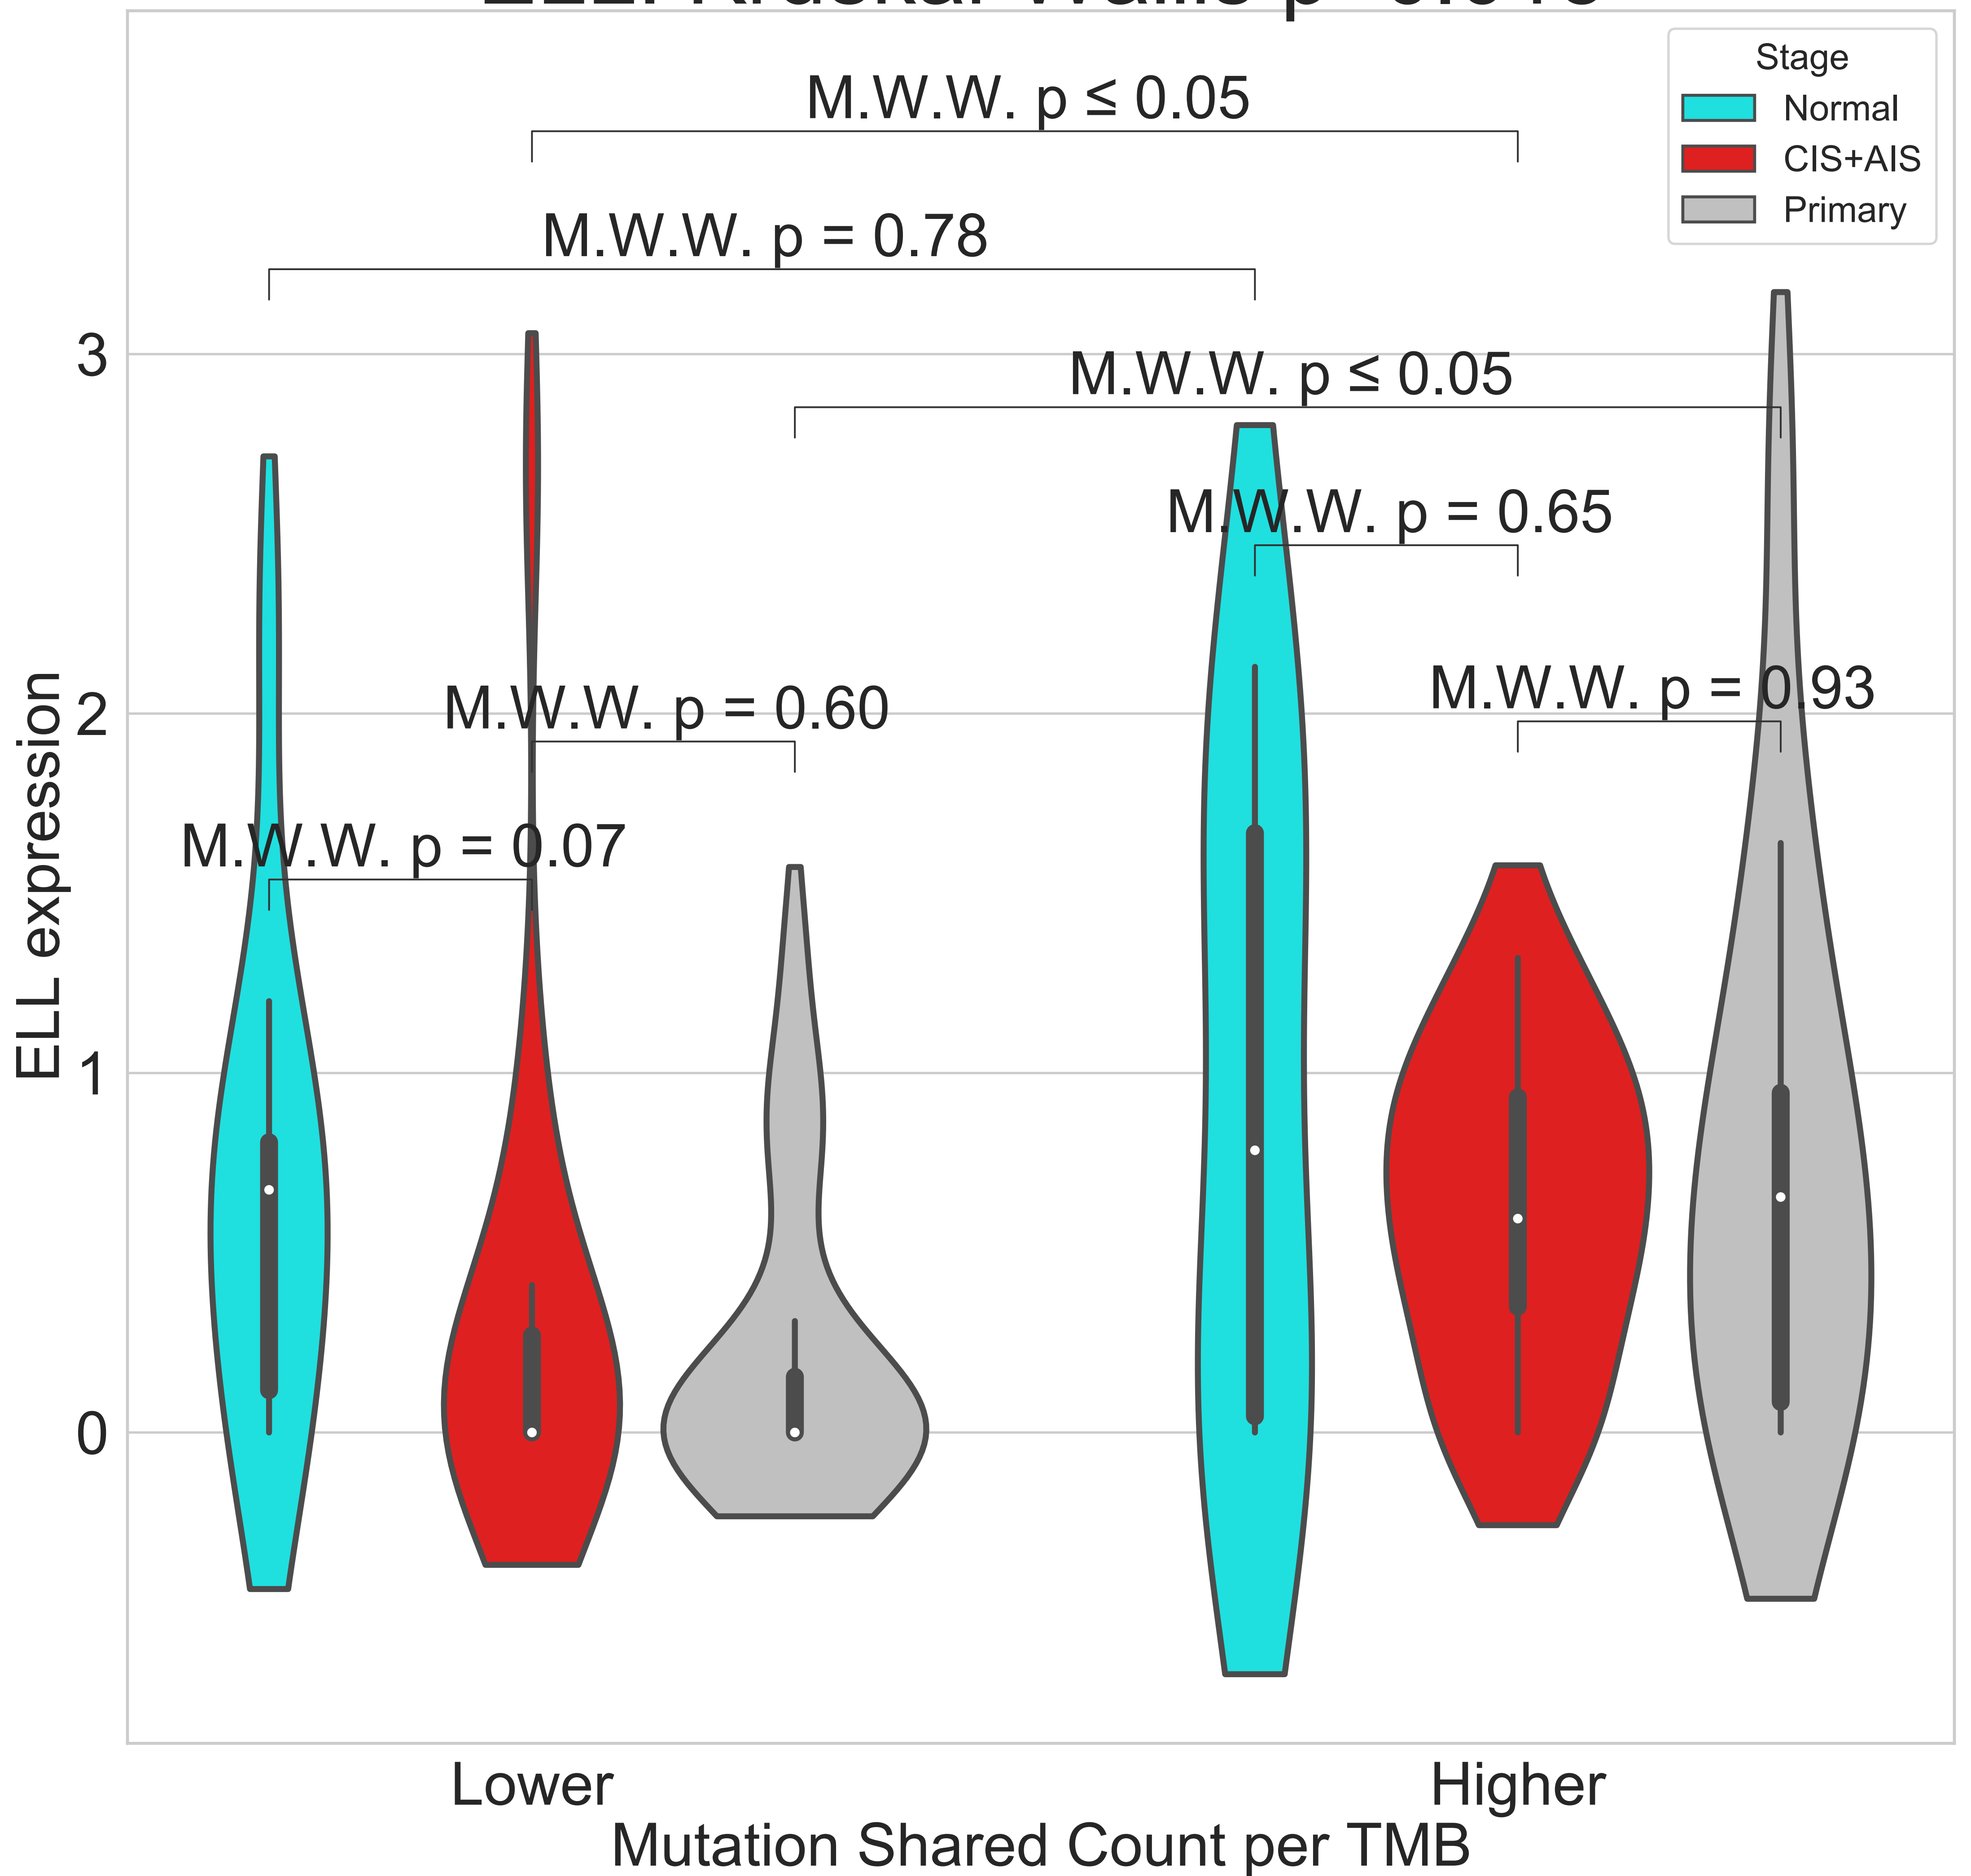 Stage
Normal
CIS+AIS
Primary
M.W.W. p ≤ 0.05
M.W.W. p = 0.78
M.W.W. p ≤ 0.05
M.W.W. p = 0.65
M.W.W. p = 0.93
M.W.W. p = 0.60
M.W.W. p = 0.07
3
2
1
0
ELL expression
Lower
Higher
Mutation Shared Count per TMB